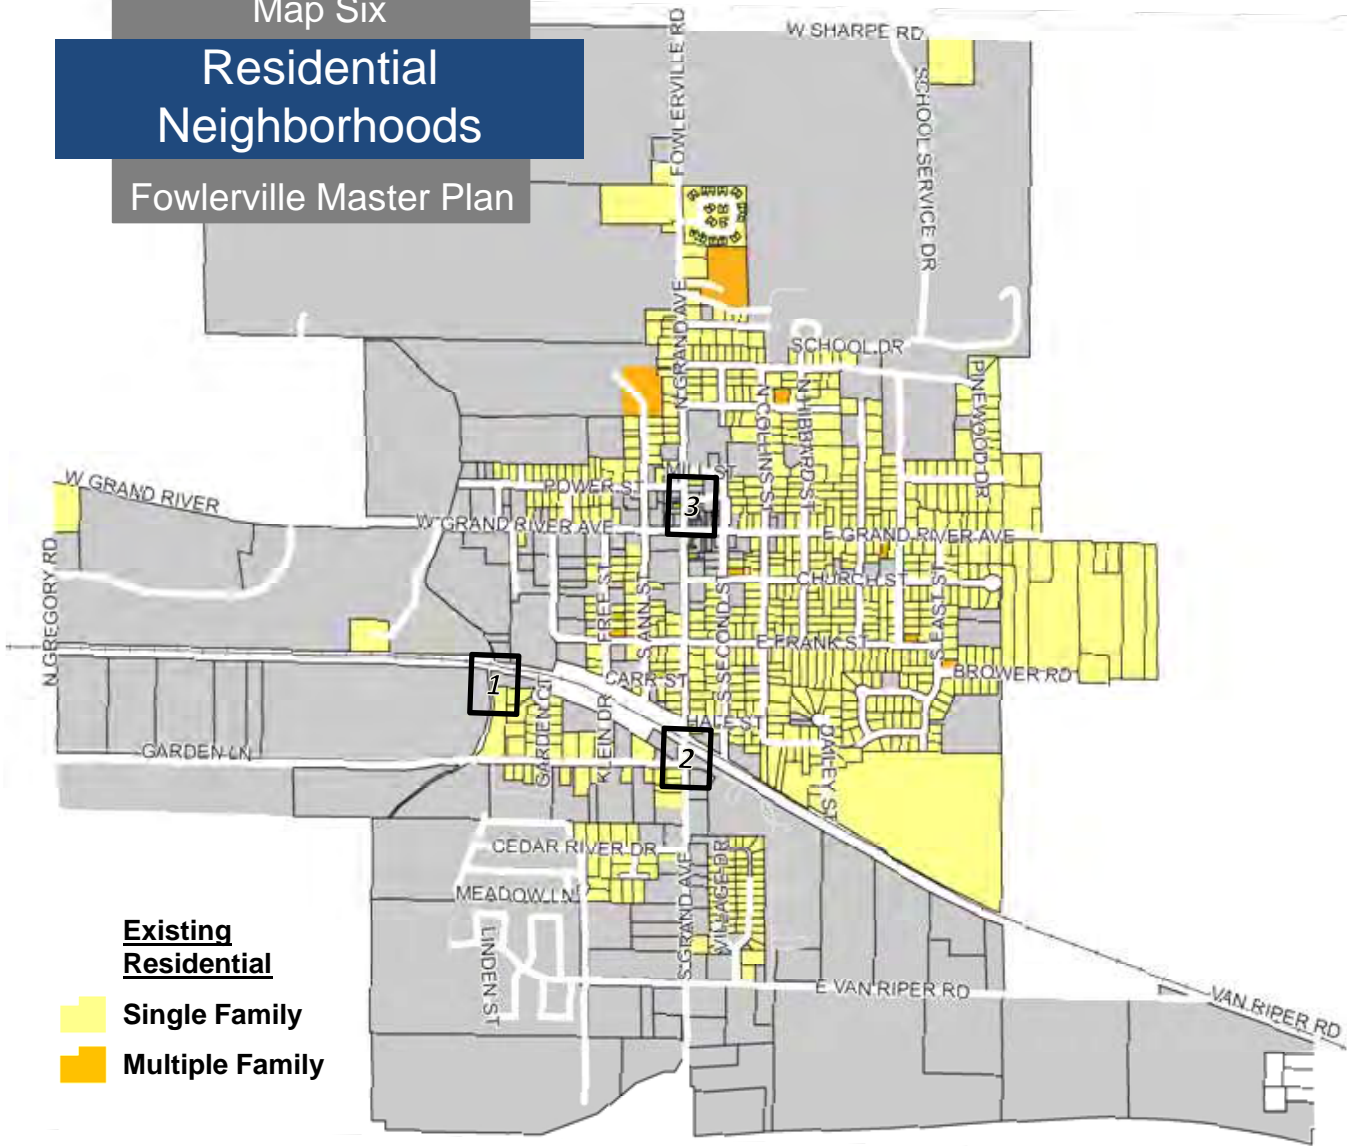 Map Six
Residential
Neighborhoods
Fowlerville Master Plan
W SHARPE RD
FOWLERVILLE RD
SCHOOL SERVICE DR
N GRAND AVE
SCHOOL DR
PINEWOOD DR
N COLLINS ST
N HIBBARD ST
MILL ST
POWER ST
W GRAND RIVER
W GRAND RIVER AVE
3
E GRAND RIVER AVE
N GREGORY RD
FREE ST
S ANN ST
CHURCH ST
S SECOND ST
S EAST ST
E FRANK ST
BROWER RD
1
CARR ST
GARDEN CT
KLEIN DR
HALE ST
2
GARDEN LN
DAILEY ST
CEDAR RIVER DR
MEADOW LN
S GRAND AVE
VILLAGE DR
LINDEN ST
E VAN RIPER RD
VAN RIPER RD
Existing
Residential
Single Family
Multiple Family